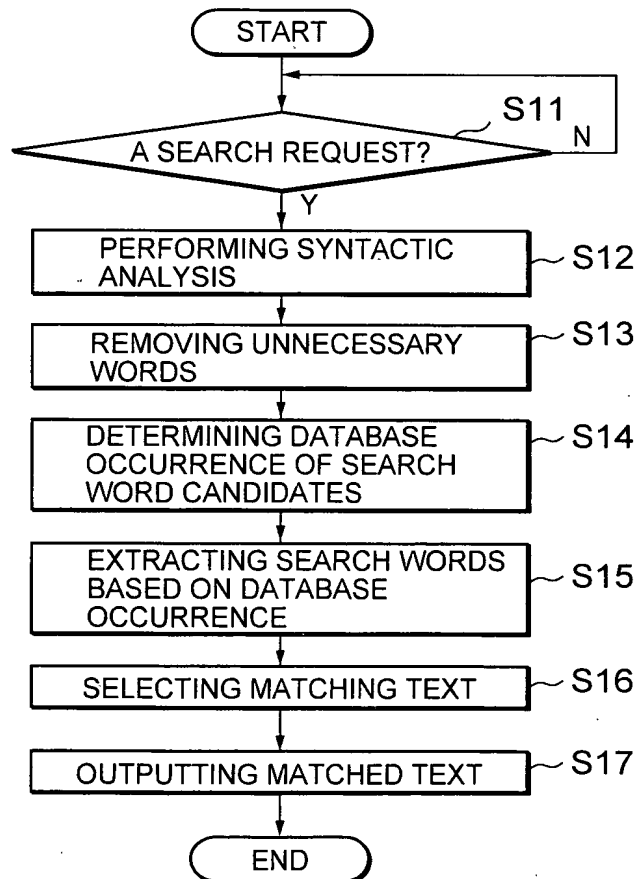 START
S11
A SEARCH REQUEST?
N
Y
PERFORMING SYNTACTIC
ANALYSIS
S12
REMOVING UNNECESSARY
WORDS
S13
DETERMINING DATABASE
OCCURRENCE OF SEARCH
WORD CANDIDATES
S14
EXTRACTING SEARCH WORDS
BASED ON DATABASE
OCCURRENCE
S15
SELECTING MATCHING TEXT
S16
OUTPUTTING MATCHED TEXT
S17
END